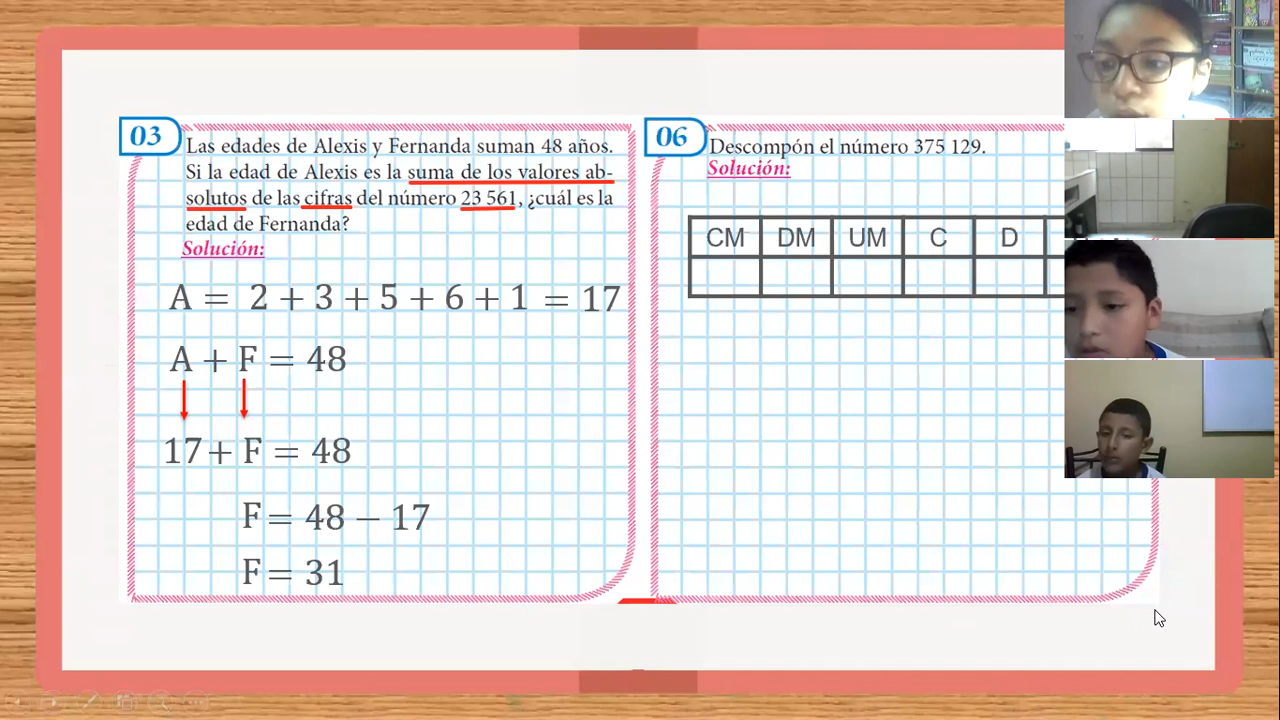 03
Las edades de Alexis y Fernanda suman 48 años.
Si la edad de Alexis es la suma de los valores ab-
solutos de las cifras del número 23 561, ¿cuál es la
edad de Fernanda?
Solución:
A = 2 + 3 + 5 + 6 + 1 = 17
A + F = 48
17 + F = 48
F = 48 − 17
F = 31
06
Descompón el número 375 129.
Solución:
CM DM UM C D